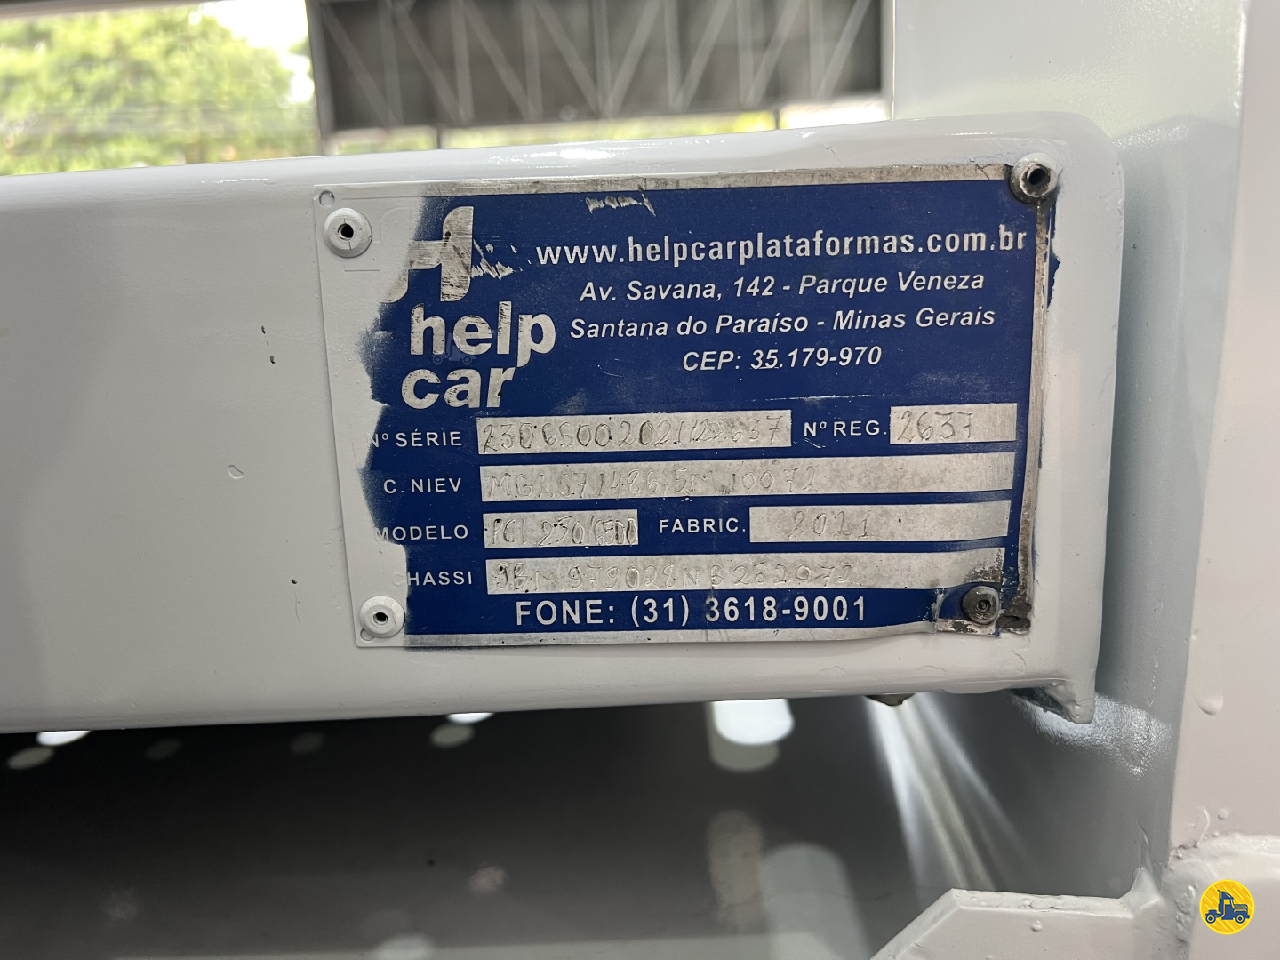 www.helpcarplataformas.com.br
Av. Savana, 142 - Parque Veneza
Santana do Paraíso - Minas Gerais
CEP: 35.179-970
help
car
Nº SÉRIE Nº REG. 2637
C. NIEV
MODELO FABRIC. 2021
CHASSI
FONE: (31) 3618-9001